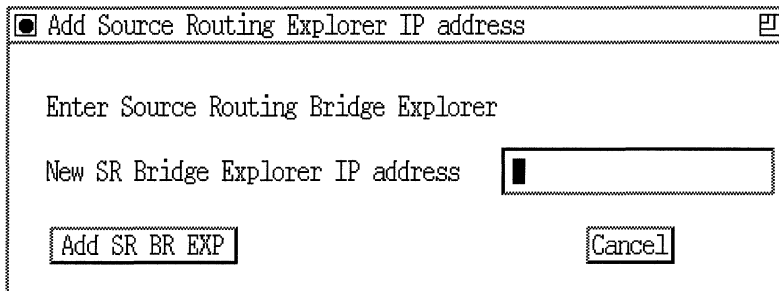 Add Source Routing Explorer IP address
Enter Source Routing Bridge Explorer
New SR Bridge Explorer IP address
Add SR BR EXP
Cancel